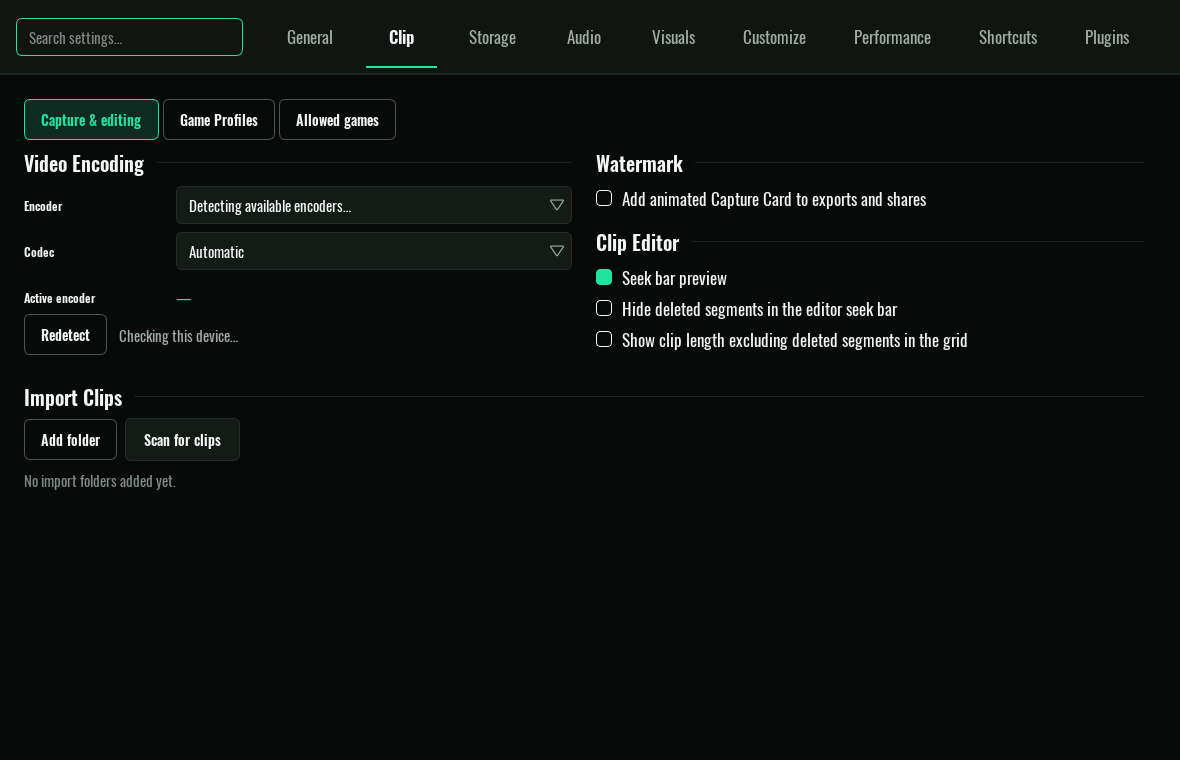 Search settings...
General
Clip
Storage
Audio
Visuals
Customize
Performance
Shortcuts
Plugins
Capture & editing
Game Profiles
Allowed games
Video Encoding
Encoder
Detecting available encoders...
Codec
Automatic
Active encoder
—
Redetect
Checking this device...
Watermark
Add animated Capture Card to exports and shares
Clip Editor
Seek bar preview
Hide deleted segments in the editor seek bar
Show clip length excluding deleted segments in the grid
Import Clips
Add folder
Scan for clips
No import folders added yet.